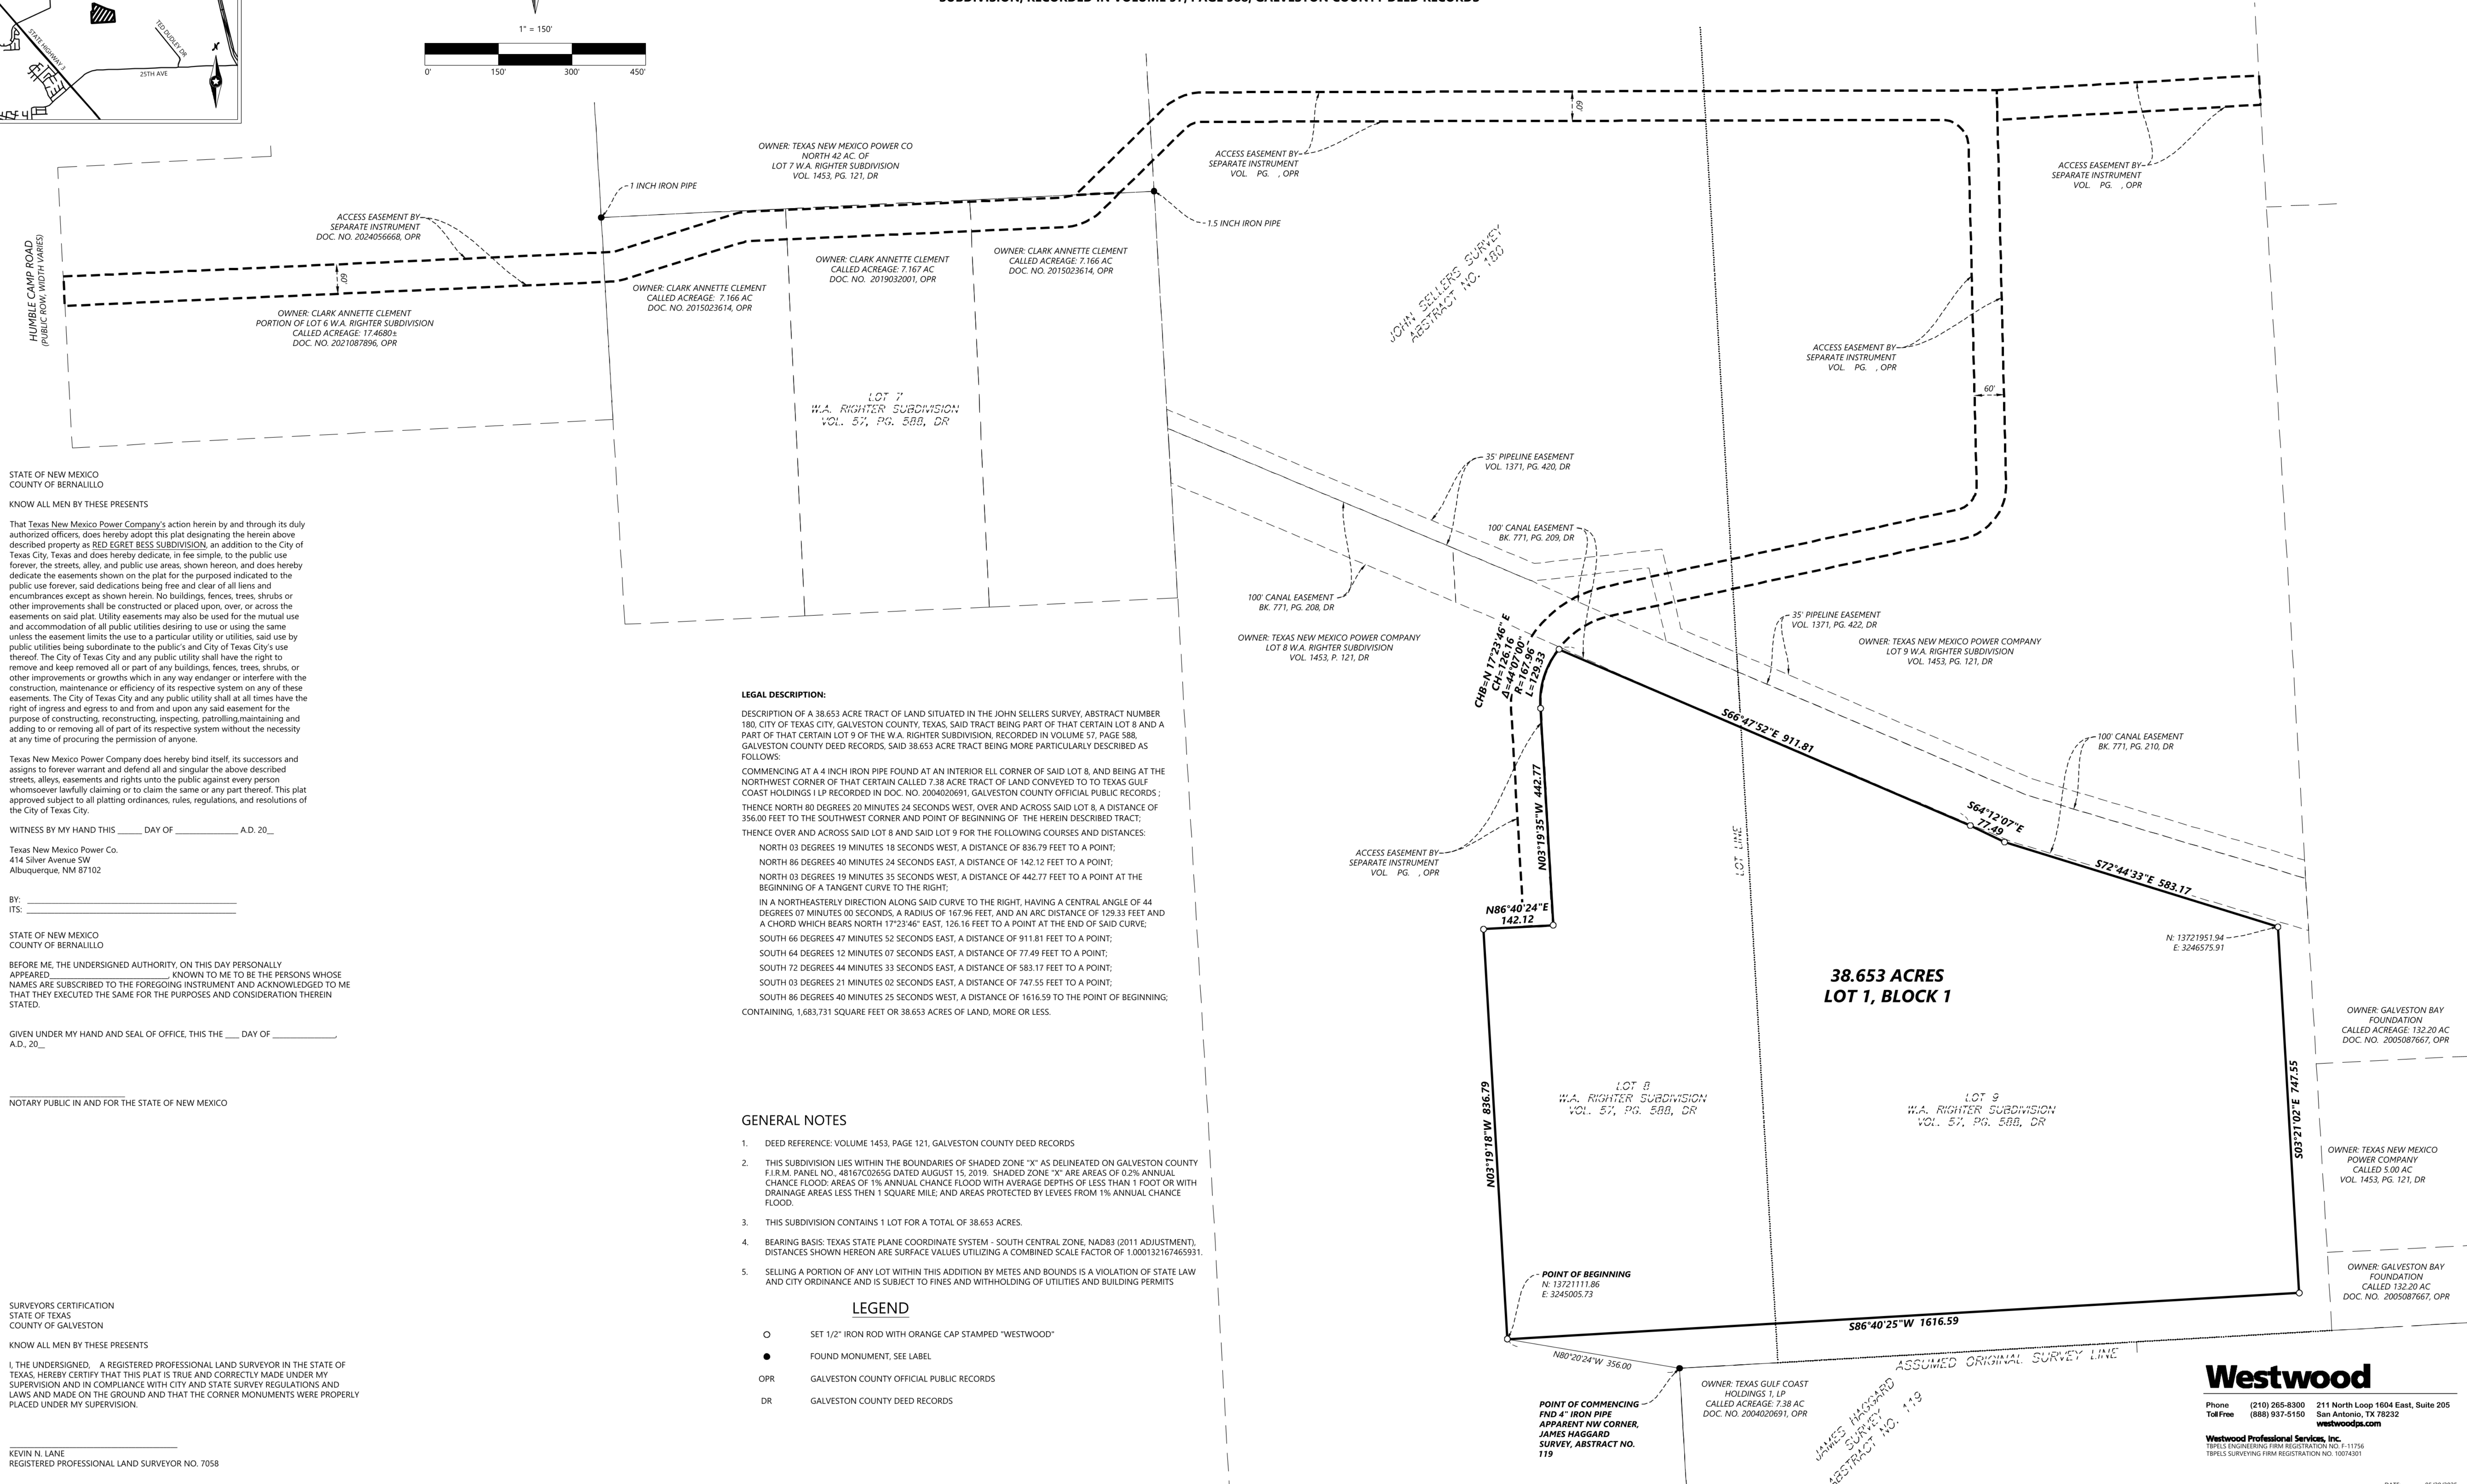 SUBDIVISION, RECORDED IN VOLUME 57, PAGE 588, GALVESTON COUNTY DEED RECORDS
STATE HIGHWAY 3
TED DUDLEY DR
25TH AVE
1" = 150'
0' 150' 300' 450'
HUMBLE CAMP ROAD
(PUBLIC ROW, WIDTH VARIES)
ACCESS EASEMENT BY
SEPARATE INSTRUMENT
DOC. NO. 2024056668, OPR
60'
OWNER: CLARK ANNETTE CLEMENT
PORTION OF LOT 6 W.A. RIGHTER SUBDIVISION
CALLED ACREAGE: 17.4680±
DOC. NO. 2021087896, OPR
1 INCH IRON PIPE
OWNER: TEXAS NEW MEXICO POWER CO
NORTH 42 AC. OF
LOT 7 W.A. RIGHTER SUBDIVISION
VOL. 1453, PG. 121, DR
OWNER: CLARK ANNETTE CLEMENT
CALLED ACREAGE: 7.166 AC
DOC. NO. 2015023614, OPR
OWNER: CLARK ANNETTE CLEMENT
CALLED ACREAGE: 7.167 AC
DOC. NO. 2019032001, OPR
OWNER: CLARK ANNETTE CLEMENT
CALLED ACREAGE: 7.166 AC
DOC. NO. 2015023614, OPR
1.5 INCH IRON PIPE
LOT 7
W.A. RIGHTER SUBDIVISION
VOL. 57, PG. 588, DR
ACCESS EASEMENT BY
SEPARATE INSTRUMENT
VOL. PG. , OPR
60'
ACCESS EASEMENT BY
SEPARATE INSTRUMENT
VOL. PG. , OPR
JOHN SELLERS SURVEY
ABSTRACT NO. 180
ACCESS EASEMENT BY
SEPARATE INSTRUMENT
VOL. PG. , OPR
60'
35' PIPELINE EASEMENT
VOL. 1371, PG. 420, DR
100' CANAL EASEMENT
BK. 771, PG. 209, DR
100' CANAL EASEMENT
BK. 771, PG. 208, DR
OWNER: TEXAS NEW MEXICO POWER COMPANY
LOT 8 W.A. RIGHTER SUBDIVISION
VOL. 1453, P. 121, DR
35' PIPELINE EASEMENT
VOL. 1371, PG. 422, DR
OWNER: TEXAS NEW MEXICO POWER COMPANY
LOT 9 W.A. RIGHTER SUBDIVISION
VOL. 1453, PG. 121, DR
CHB=N 17°23'46" E
CH=126.16
Δ=44°07'00"
R=167.96
L=129.33
S66°47'52"E 911.81
100' CANAL EASEMENT
BK. 771, PG. 210, DR
S64°12'07"E
77.49
S72°44'33"E 583.17
N03°19'35"W 442.77
LOT LINE
ACCESS EASEMENT BY
SEPARATE INSTRUMENT
VOL. PG. , OPR
N86°40'24"E
142.12
N: 13721951.94
E: 3246575.91
38.653 ACRES
LOT 1, BLOCK 1
OWNER: GALVESTON BAY
FOUNDATION
CALLED ACREAGE: 132.20 AC
DOC. NO. 2005087667, OPR
LOT 8
W.A. RIGHTER SUBDIVISION
VOL. 57, PG. 588, DR
LOT 9
W.A. RIGHTER SUBDIVISION
VOL. 57, PG. 588, DR
N03°19'18"W 836.79
S03°21'02"E 747.55
OWNER: TEXAS NEW MEXICO
POWER COMPANY
CALLED 5.00 AC
VOL. 1453, PG. 121, DR
OWNER: GALVESTON BAY
FOUNDATION
CALLED 132.20 AC
DOC. NO. 2005087667, OPR
POINT OF BEGINNING
N: 13721111.86
E: 3245005.73
S86°40'25"W 1616.59
N80°20'24"W 356.00
ASSUMED ORIGINAL SURVEY LINE
POINT OF COMMENCING
FND 4" IRON PIPE
APPARENT NW CORNER,
JAMES HAGGARD
SURVEY, ABSTRACT NO.
119
OWNER: TEXAS GULF COAST
HOLDINGS 1, LP
CALLED ACREAGE: 7.38 AC
DOC. NO. 2004020691, OPR
JAMES HAGGARD
SURVEY
ABSTRACT NO. 119
STATE OF NEW MEXICO
COUNTY OF BERNALILLO
KNOW ALL MEN BY THESE PRESENTS
That Texas New Mexico Power Company's action herein by and through its duly
authorized officers, does hereby adopt this plat designating the herein above
described property as RED EGRET BESS SUBDIVISION, an addition to the City of
Texas City, Texas and does hereby dedicate, in fee simple, to the public use
forever, the streets, alley, and public use areas, shown hereon, and does hereby
dedicate the easements shown on the plat for the purposed indicated to the
public use forever, said dedications being free and clear of all liens and
encumbrances except as shown herein. No buildings, fences, trees, shrubs or
other improvements shall be constructed or placed upon, over, or across the
easements on said plat. Utility easements may also be used for the mutual use
and accommodation of all public utilities desiring to use or using the same
unless the easement limits the use to a particular utility or utilities, said use by
public utilities being subordinate to the public's and City of Texas City's use
thereof. The City of Texas City and any public utility shall have the right to
remove and keep removed all or part of any buildings, fences, trees, shrubs, or
other improvements or growths which in any way endanger or interfere with the
construction, maintenance or efficiency of its respective system on any of these
easements. The City of Texas City and any public utility shall at all times have the
right of ingress and egress to and from and upon any said easement for the
purpose of constructing, reconstructing, inspecting, patrolling,maintaining and
adding to or removing all of part of its respective system without the necessity
at any time of procuring the permission of anyone.
Texas New Mexico Power Company does hereby bind itself, its successors and
assigns to forever warrant and defend all and singular the above described
streets, alleys, easements and rights unto the public against every person
whomsoever lawfully claiming or to claim the same or any part thereof. This plat
approved subject to all platting ordinances, rules, regulations, and resolutions of
the City of Texas City.
WITNESS BY MY HAND THIS ______ DAY OF ________________ A.D. 20__
Texas New Mexico Power Co.
414 Silver Avenue SW
Albuquerque, NM 87102
BY:
ITS:
STATE OF NEW MEXICO
COUNTY OF BERNALILLO
BEFORE ME, THE UNDERSIGNED AUTHORITY, ON THIS DAY PERSONALLY
APPEARED______________________________, KNOWN TO ME TO BE THE PERSONS WHOSE
NAMES ARE SUBSCRIBED TO THE FOREGOING INSTRUMENT AND ACKNOWLEDGED TO ME
THAT THEY EXECUTED THE SAME FOR THE PURPOSES AND CONSIDERATION THEREIN
STATED.
GIVEN UNDER MY HAND AND SEAL OF OFFICE, THIS THE ____ DAY OF ________________,
A.D., 20__
NOTARY PUBLIC IN AND FOR THE STATE OF NEW MEXICO
SURVEYORS CERTIFICATION
STATE OF TEXAS
COUNTY OF GALVESTON
KNOW ALL MEN BY THESE PRESENTS
I, THE UNDERSIGNED, A REGISTERED PROFESSIONAL LAND SURVEYOR IN THE STATE OF
TEXAS, HEREBY CERTIFY THAT THIS PLAT IS TRUE AND CORRECTLY MADE UNDER MY
SUPERVISION AND IN COMPLIANCE WITH CITY AND STATE SURVEY REGULATIONS AND
LAWS AND MADE ON THE GROUND AND THAT THE CORNER MONUMENTS WERE PROPERLY
PLACED UNDER MY SUPERVISION.
KEVIN N. LANE
REGISTERED PROFESSIONAL LAND SURVEYOR NO. 7058
LEGAL DESCRIPTION:
DESCRIPTION OF A 38.653 ACRE TRACT OF LAND SITUATED IN THE JOHN SELLERS SURVEY, ABSTRACT NUMBER
180, CITY OF TEXAS CITY, GALVESTON COUNTY, TEXAS, SAID TRACT BEING PART OF THAT CERTAIN LOT 8 AND A
PART OF THAT CERTAIN LOT 9 OF THE W.A. RIGHTER SUBDIVISION, RECORDED IN VOLUME 57, PAGE 588,
GALVESTON COUNTY DEED RECORDS, SAID 38.653 ACRE TRACT BEING MORE PARTICULARLY DESCRIBED AS
FOLLOWS:
COMMENCING AT A 4 INCH IRON PIPE FOUND AT AN INTERIOR ELL CORNER OF SAID LOT 8, AND BEING AT THE
NORTHWEST CORNER OF THAT CERTAIN CALLED 7.38 ACRE TRACT OF LAND CONVEYED TO TO TEXAS GULF
COAST HOLDINGS I LP RECORDED IN DOC. NO. 2004020691, GALVESTON COUNTY OFFICIAL PUBLIC RECORDS ;
THENCE NORTH 80 DEGREES 20 MINUTES 24 SECONDS WEST, OVER AND ACROSS SAID LOT 8, A DISTANCE OF
356.00 FEET TO THE SOUTHWEST CORNER AND POINT OF BEGINNING OF THE HEREIN DESCRIBED TRACT;
THENCE OVER AND ACROSS SAID LOT 8 AND SAID LOT 9 FOR THE FOLLOWING COURSES AND DISTANCES:
NORTH 03 DEGREES 19 MINUTES 18 SECONDS WEST, A DISTANCE OF 836.79 FEET TO A POINT;
NORTH 86 DEGREES 40 MINUTES 24 SECONDS EAST, A DISTANCE OF 142.12 FEET TO A POINT;
NORTH 03 DEGREES 19 MINUTES 35 SECONDS WEST, A DISTANCE OF 442.77 FEET TO A POINT AT THE
BEGINNING OF A TANGENT CURVE TO THE RIGHT;
IN A NORTHEASTERLY DIRECTION ALONG SAID CURVE TO THE RIGHT, HAVING A CENTRAL ANGLE OF 44
DEGREES 07 MINUTES 00 SECONDS, A RADIUS OF 167.96 FEET, AND AN ARC DISTANCE OF 129.33 FEET AND
A CHORD WHICH BEARS NORTH 17°23'46" EAST, 126.16 FEET TO A POINT AT THE END OF SAID CURVE;
SOUTH 66 DEGREES 47 MINUTES 52 SECONDS EAST, A DISTANCE OF 911.81 FEET TO A POINT;
SOUTH 64 DEGREES 12 MINUTES 07 SECONDS EAST, A DISTANCE OF 77.49 FEET TO A POINT;
SOUTH 72 DEGREES 44 MINUTES 33 SECONDS EAST, A DISTANCE OF 583.17 FEET TO A POINT;
SOUTH 03 DEGREES 21 MINUTES 02 SECONDS EAST, A DISTANCE OF 747.55 FEET TO A POINT;
SOUTH 86 DEGREES 40 MINUTES 25 SECONDS WEST, A DISTANCE OF 1616.59 TO THE POINT OF BEGINNING;
CONTAINING, 1,683,731 SQUARE FEET OR 38.653 ACRES OF LAND, MORE OR LESS.
GENERAL NOTES
1. DEED REFERENCE: VOLUME 1453, PAGE 121, GALVESTON COUNTY DEED RECORDS
2. THIS SUBDIVISION LIES WITHIN THE BOUNDARIES OF SHADED ZONE "X" AS DELINEATED ON GALVESTON COUNTY
F.I.R.M. PANEL NO., 48167C0265G DATED AUGUST 15, 2019. SHADED ZONE "X" ARE AREAS OF 0.2% ANNUAL
CHANCE FLOOD: AREAS OF 1% ANNUAL CHANCE FLOOD WITH AVERAGE DEPTHS OF LESS THAN 1 FOOT OR WITH
DRAINAGE AREAS LESS THEN 1 SQUARE MILE; AND AREAS PROTECTED BY LEVEES FROM 1% ANNUAL CHANCE
FLOOD.
3. THIS SUBDIVISION CONTAINS 1 LOT FOR A TOTAL OF 38.653 ACRES.
4. BEARING BASIS: TEXAS STATE PLANE COORDINATE SYSTEM - SOUTH CENTRAL ZONE, NAD83 (2011 ADJUSTMENT),
DISTANCES SHOWN HEREON ARE SURFACE VALUES UTILIZING A COMBINED SCALE FACTOR OF 1.000132167465931.
5. SELLING A PORTION OF ANY LOT WITHIN THIS ADDITION BY METES AND BOUNDS IS A VIOLATION OF STATE LAW
AND CITY ORDINANCE AND IS SUBJECT TO FINES AND WITHHOLDING OF UTILITIES AND BUILDING PERMITS
LEGEND
SET 1/2" IRON ROD WITH ORANGE CAP STAMPED "WESTWOOD"
FOUND MONUMENT, SEE LABEL
OPR GALVESTON COUNTY OFFICIAL PUBLIC RECORDS
DR GALVESTON COUNTY DEED RECORDS
Westwood
Phone (210) 265-8300 211 North Loop 1604 East, Suite 205
Toll Free (888) 937-5150 San Antonio, TX 78232
westwoodps.com
Westwood Professional Services, Inc.
TBPELS ENGINEERING FIRM REGISTRATION NO. F-11756
TBPELS SURVEYING FIRM REGISTRATION NO. 10074301